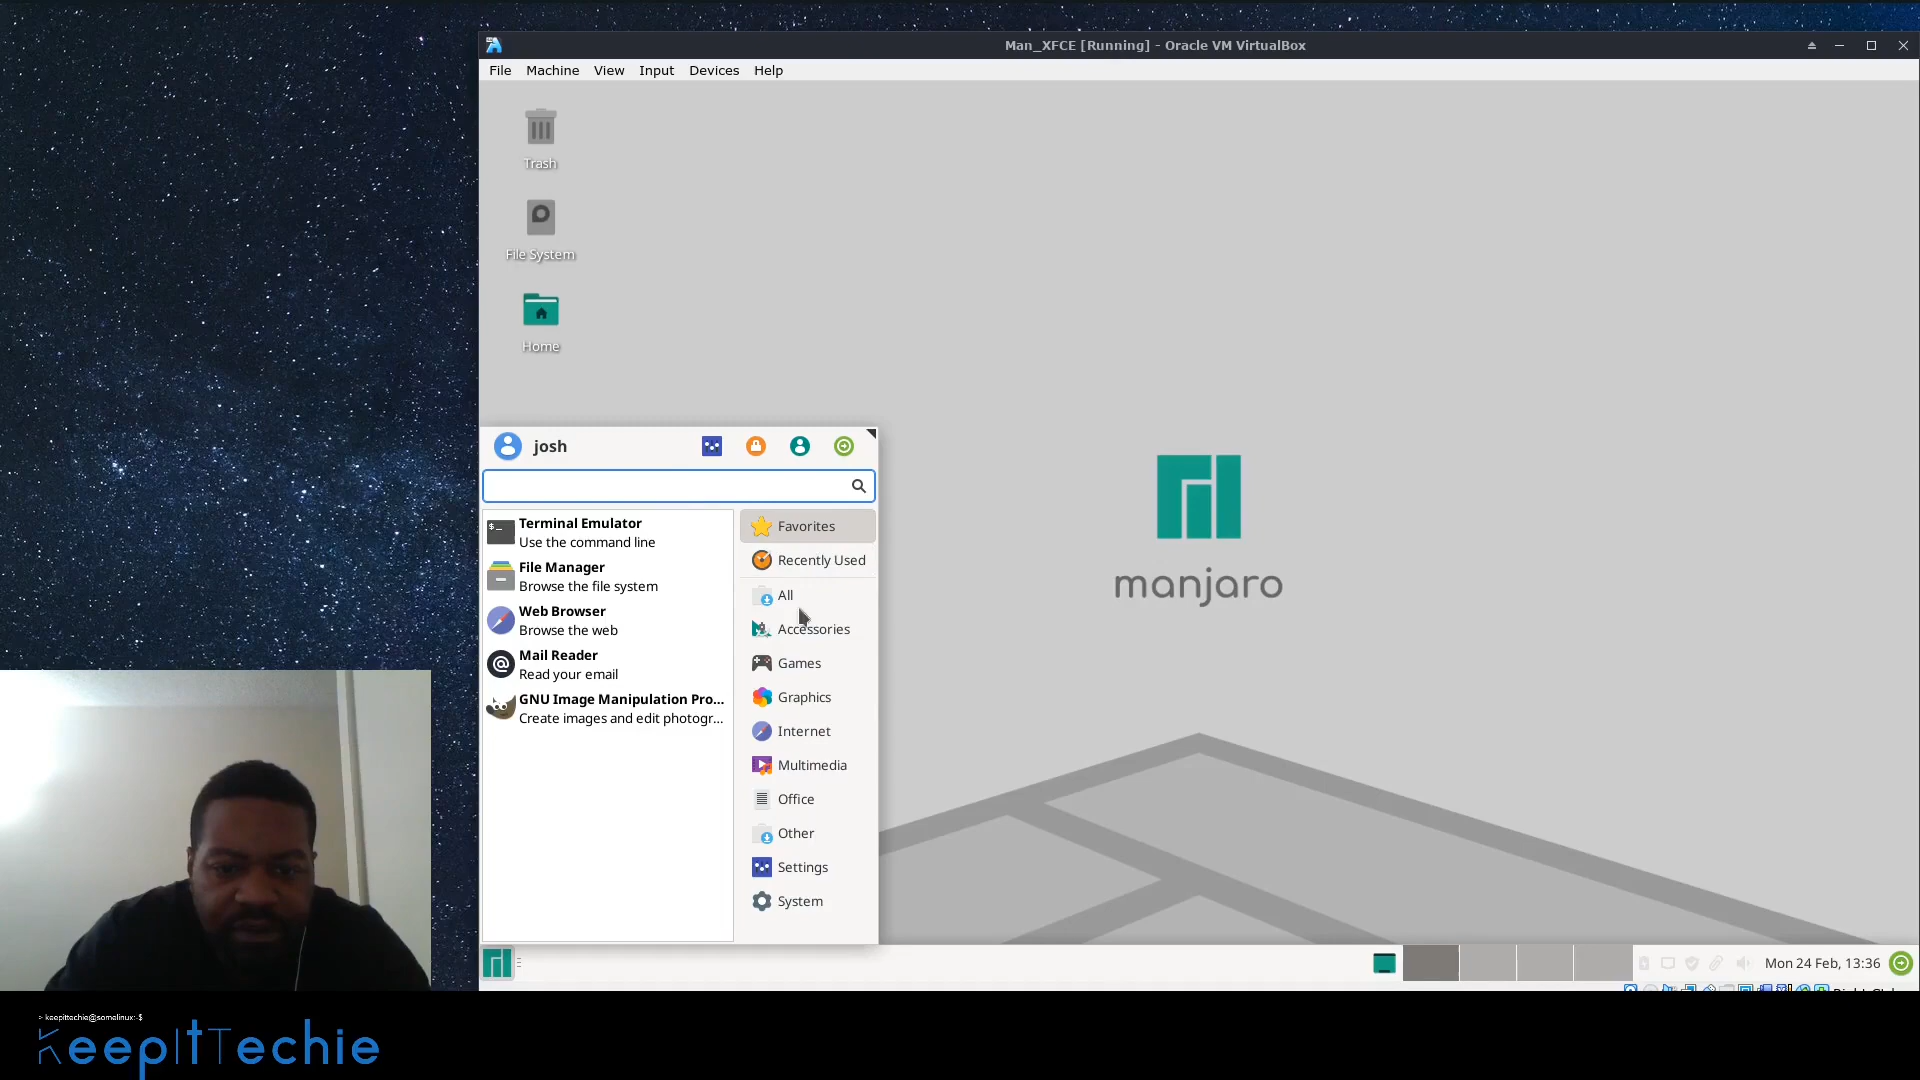 Man_XFCE [Running] - Oracle VM VirtualBox
File Machine View Input Devices Help
Trash
File System
Home
josh
Terminal Emulator
Use the command line
File Manager
Browse the file system
Web Browser
Browse the web
Mail Reader
Read your email
GNU Image Manipulation Pro...
Create images and edit photogr...
Favorites
Recently Used
All
Accessories
Games
Graphics
Internet
Multimedia
Office
Other
Settings
System
manjaro
Mon 24 Feb, 13:36
> keepittechie@somelinux:~$
KeepItTechie